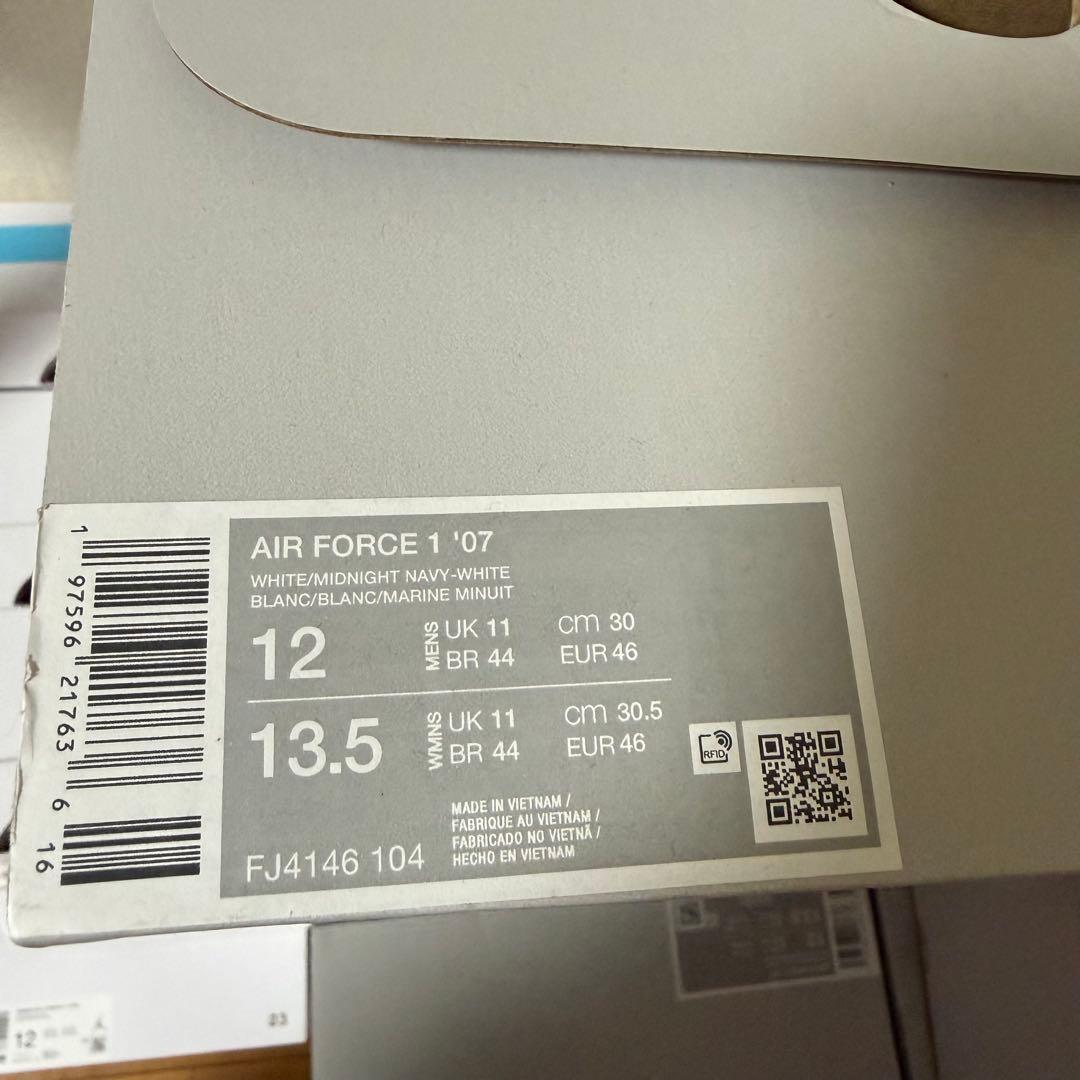 AIR FORCE 1 '07
WHITE/MIDNIGHT NAVY-WHITE
BLANC/BLANC/MARINE MINUIT
12 MENS UK 11 cm 30
BR 44 EUR 46
13.5 WMNS UK 11 cm 30.5
BR 44 EUR 46
RFID
MADE IN VIETNAM /
FABRIQUE AU VIETNAM /
FABRICADO NO VIETNÃ /
HECHO EN VIETNAM
FJ4146 104
1 97596 21763 6 16
12
23